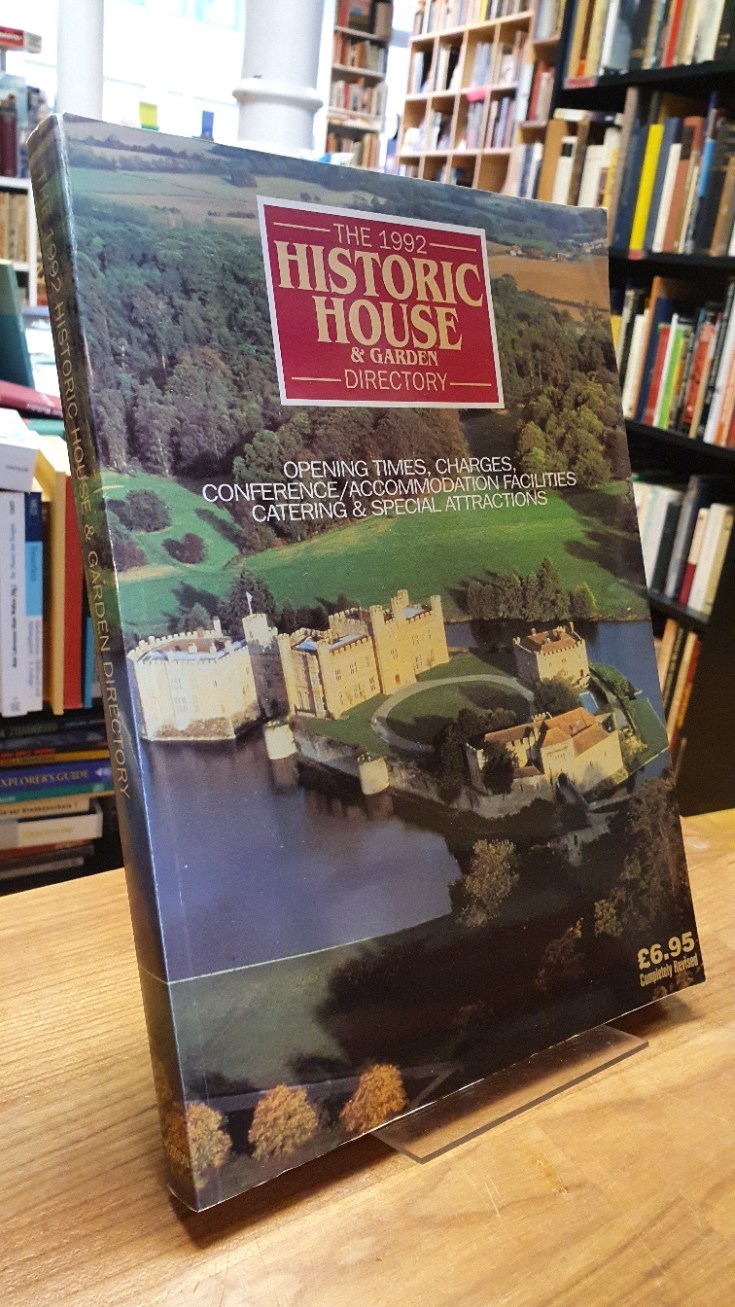 THE 1992
HISTORIC
HOUSE
& GARDEN
DIRECTORY
OPENING TIMES, CHARGES,
CONFERENCE/ACCOMMODATION FACILITIES
CATERING & SPECIAL ATTRACTIONS
£6.95
Completely Revised
THE 1992 HISTORIC HOUSE & GARDEN DIRECTORY
EXPLORER'S GUIDE